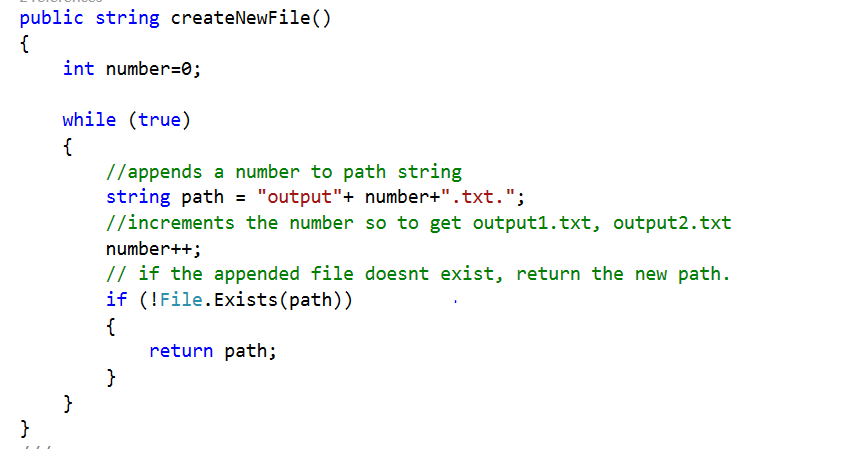 2 references
public string createNewFile()
{
    int number=0;

    while (true)
    {
        //appends a number to path string
        string path = "output"+ number+".txt.";
        //increments the number so to get output1.txt, output2.txt
        number++;
        // if the appended file doesnt exist, return the new path.
        if (!File.Exists(path))
        {
            return path;
        }
    }
}
///